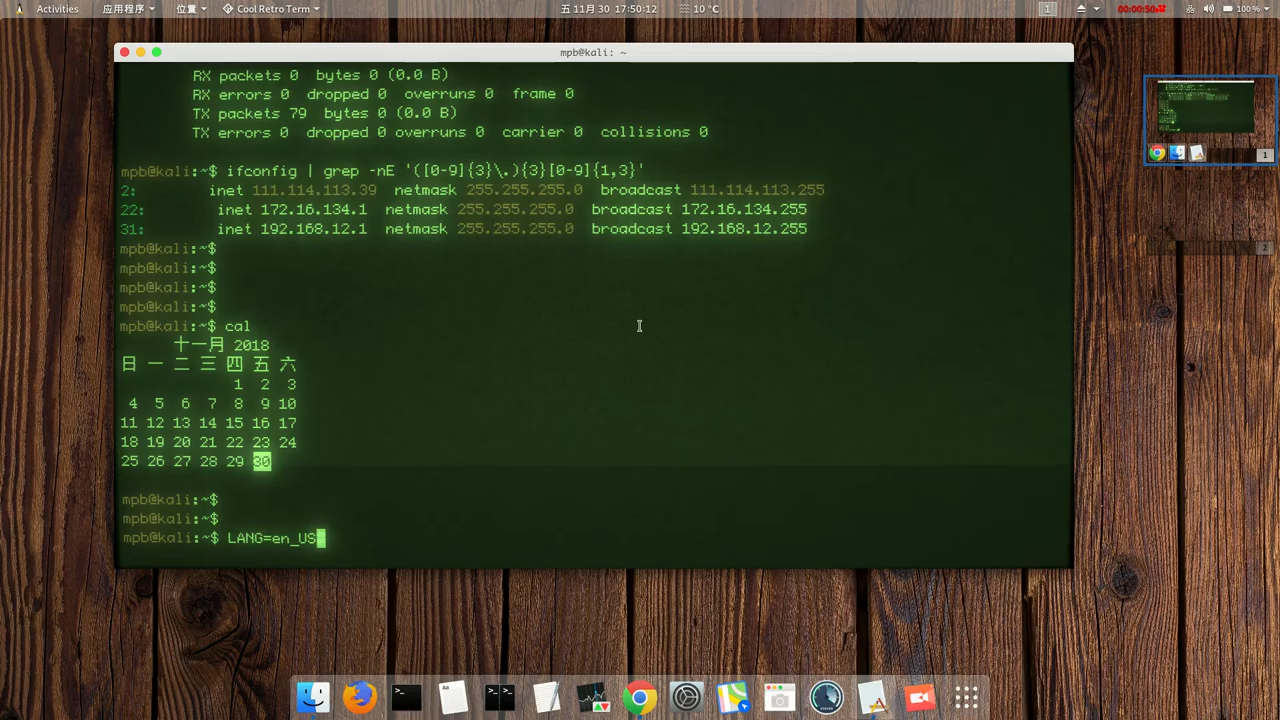 Activities 应用程序 位置 Cool Retro Term 五 11月 30 17:50:12 10 °C 1 00:00:50 100%
mpb@kali: ~
RX packets 0 bytes 0 (0.0 B)
RX errors 0 dropped 0 overruns 0 frame 0
TX packets 79 bytes 0 (0.0 B)
TX errors 0 dropped 0 overruns 0 carrier 0 collisions 0
mpb@kali:~$ ifconfig | grep -nE '([0-9]{3}\.){3}[0-9]{1,3}'
2: inet 111.114.113.39 netmask 255.255.255.0 broadcast 111.114.113.255
22: inet 172.16.134.1 netmask 255.255.255.0 broadcast 172.16.134.255
31: inet 192.168.12.1 netmask 255.255.255.0 broadcast 192.168.12.255
mpb@kali:~$
mpb@kali:~$
mpb@kali:~$
mpb@kali:~$
mpb@kali:~$ cal
十一月 2018
日 一 二 三 四 五 六
1 2 3
4 5 6 7 8 9 10
11 12 13 14 15 16 17
18 19 20 21 22 23 24
25 26 27 28 29 30
mpb@kali:~$
mpb@kali:~$
mpb@kali:~$ LANG=en_US
1
2